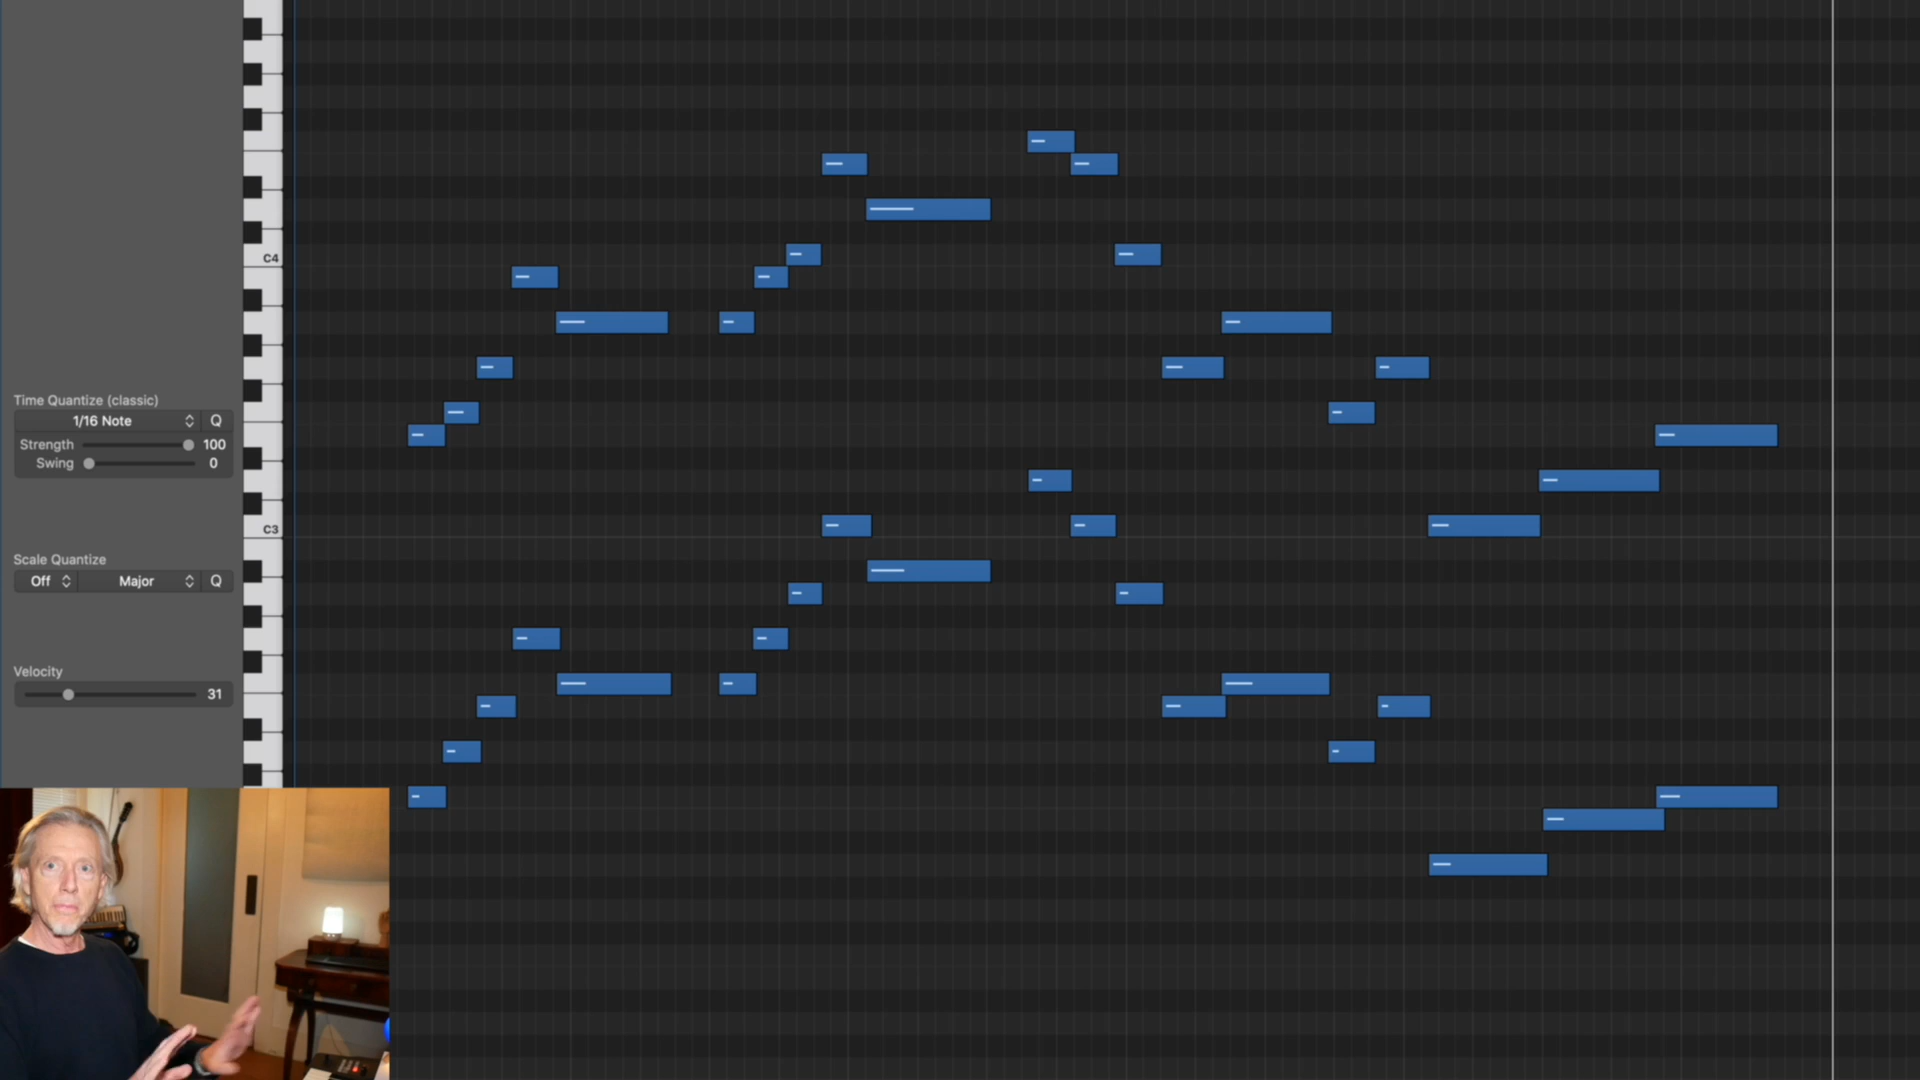 C4
Time Quantize (classic)
1/16 Note Q
Strength 100
Swing 0
C3
Scale Quantize
Off Major Q
Velocity
31